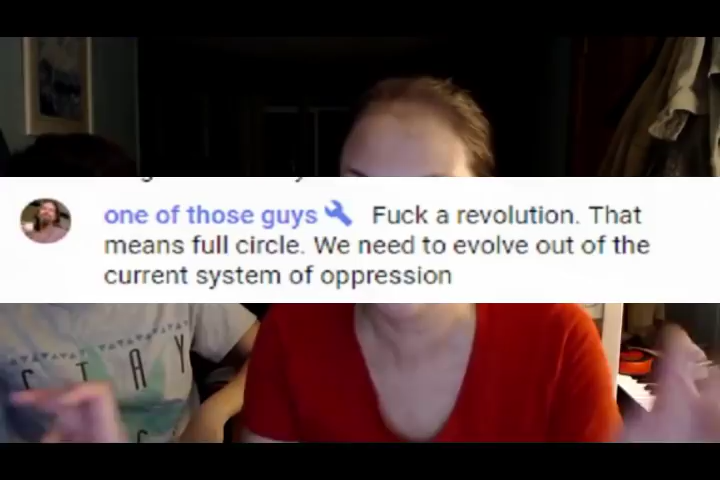 one of those guys Fuck a revolution. That
means full circle. We need to evolve out of the
current system of oppression
S T A Y